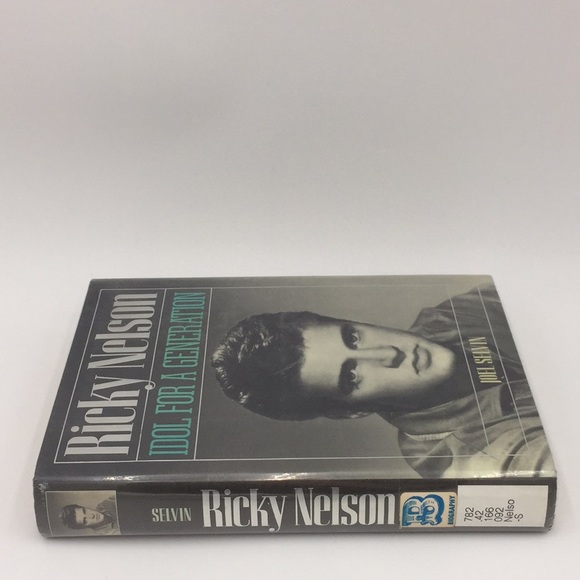 Ricky Nelson
IDOL FOR A GENERATION
JOEL SELVIN
SELVIN
Ricky Nelson
B
BIOGRAPHY
782
.42
166
092
Nelso
-S